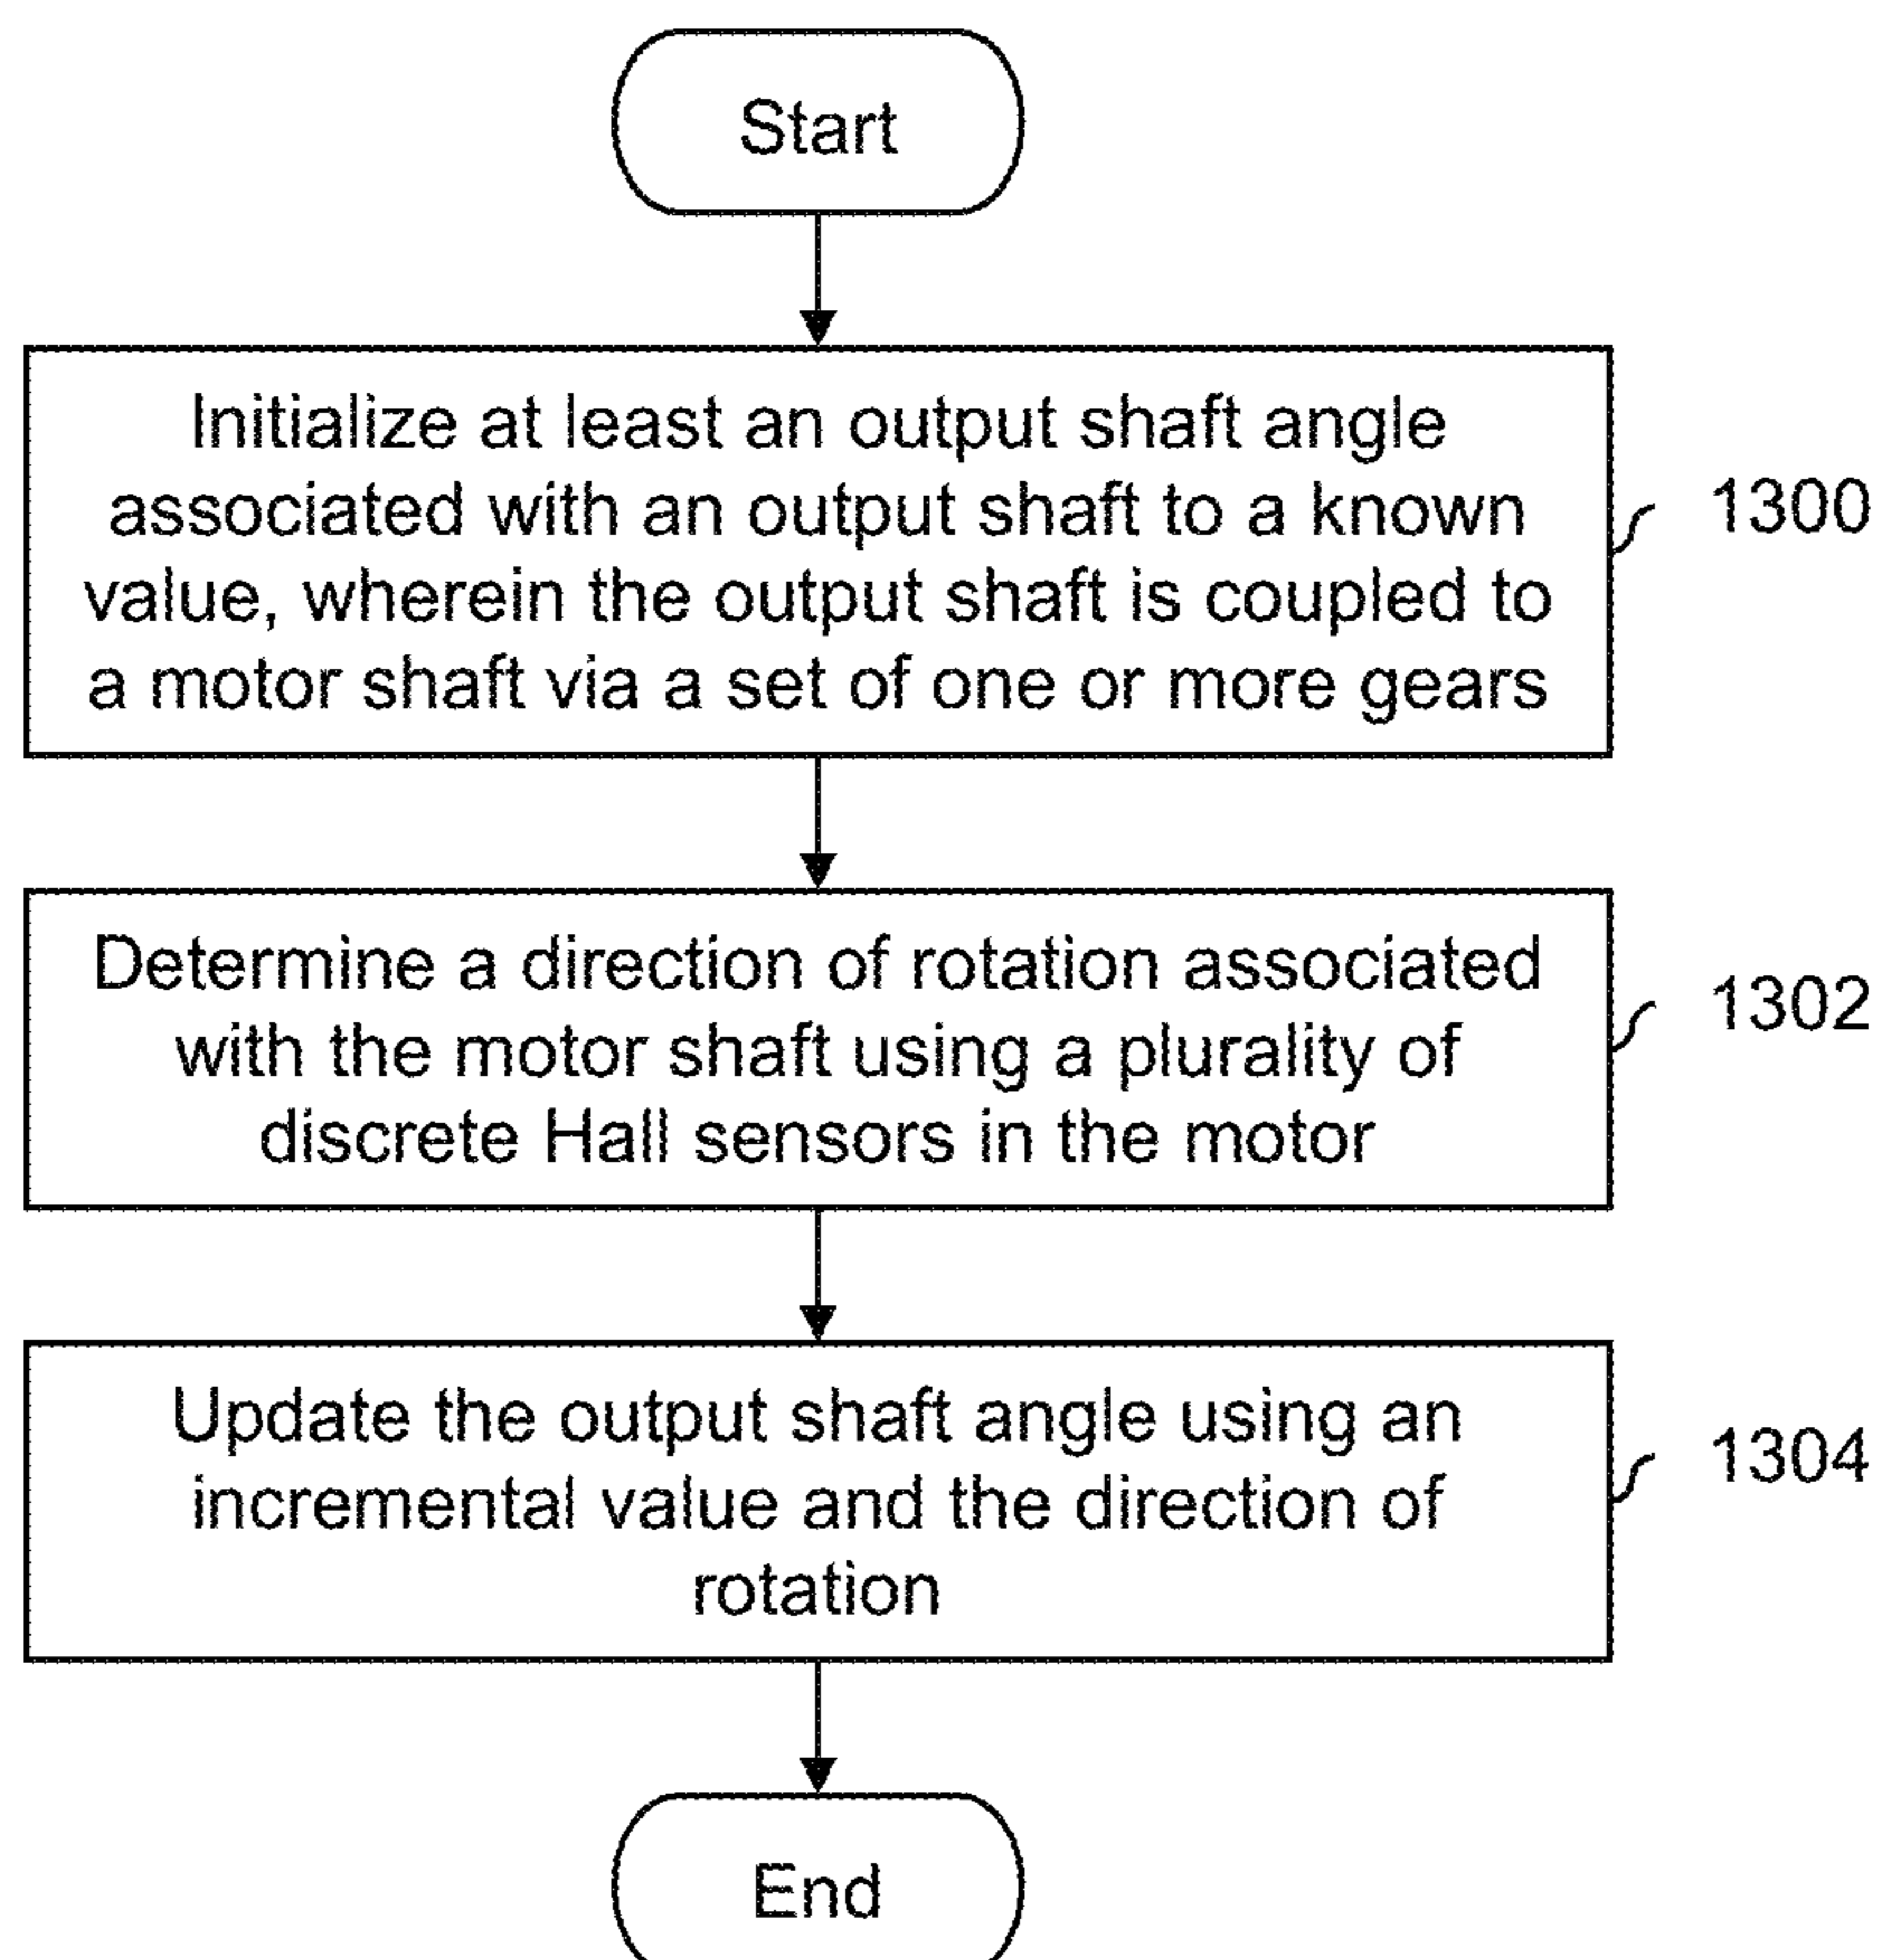 Start
Initialize at least an output shaft angle
associated with an output shaft to a known
value, wherein the output shaft is coupled to
a motor shaft via a set of one or more gears
1300
Determine a direction of rotation associated
with the motor shaft using a plurality of
discrete Hall sensors in the motor
1302
Update the output shaft angle using an
incremental value and the direction of
rotation
1304
End